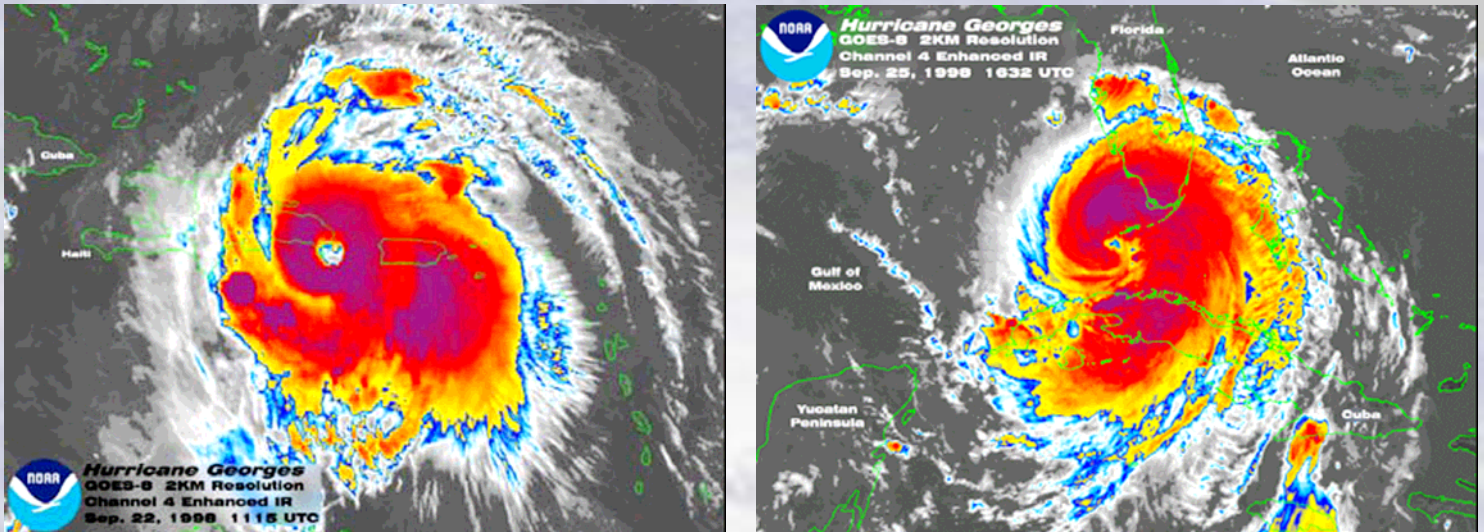 Cuba
Haiti
NOAA
Hurricane Georges
GOES-8 2KM Resolution
Channel 4 Enhanced IR
Sep. 22, 1998 1115 UTC
NOAA
Hurricane Georges
GOES-8 2KM Resolution
Channel 4 Enhanced IR
Sep. 25, 1998 1632 UTC
Florida
Atlantic
Ocean
Gulf of
Mexico
Yucatan
Peninsula
Cuba